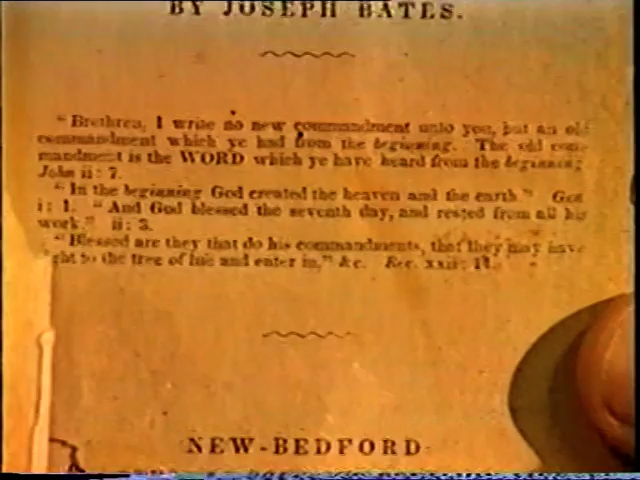 BY JOSEPH BATES.
"Brethren, I write no new commandment unto you, but an old
commandment which ye had from the beginning. The old com-
mandment is the WORD which ye have heard from the beginning
John ii: 7.
"In the beginning God created the heaven and the earth." Gen
i: 1. "And God blessed the seventh day, and rested from all his
work." ii: 3.
"Blessed are they that do his commandments, that they may have
ght to the tree of life and enter in," &c. Rev. xxii: 14.
NEW-BEDFORD